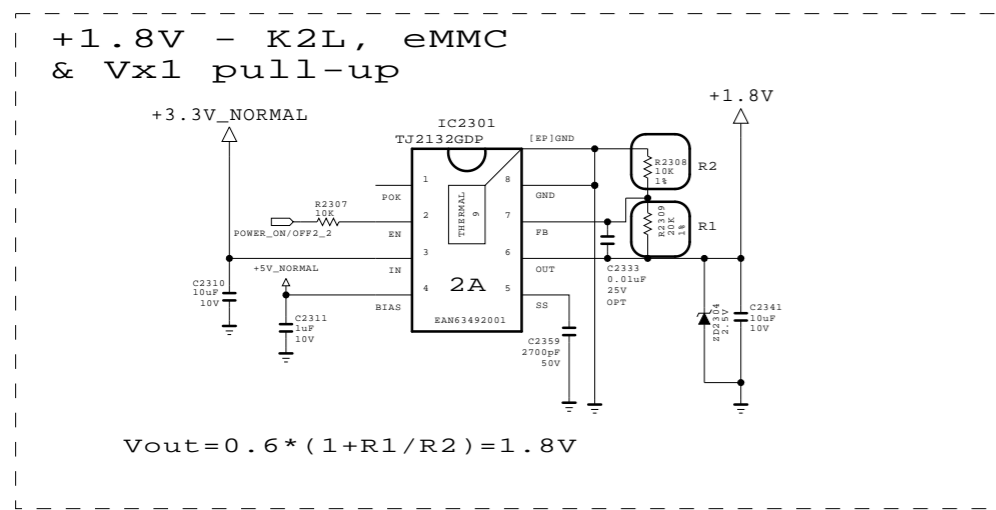 +1.8V - K2L, eMMC
& Vx1 pull-up
+1.8V
+3.3V_NORMAL
IC2301
TJ2132GDP
[EP]GND
R2308
10K
1%
R2
1
8
POK
GND
THERMAL
9
R2307
10K
2
7
POWER_ON/OFF2_2
EN
FB
R2309
20K
1%
R1
3
6
IN
OUT
+5V_NORMAL
C2333
0.01uF
25V
OPT
C2310
10uF
10V
4
2A
5
BIAS
SS
C2311
1uF
10V
EAN63492001
ZD2304
2.5V
C2341
10uF
10V
C2359
2700pF
50V
Vout=0.6*(1+R1/R2)=1.8V